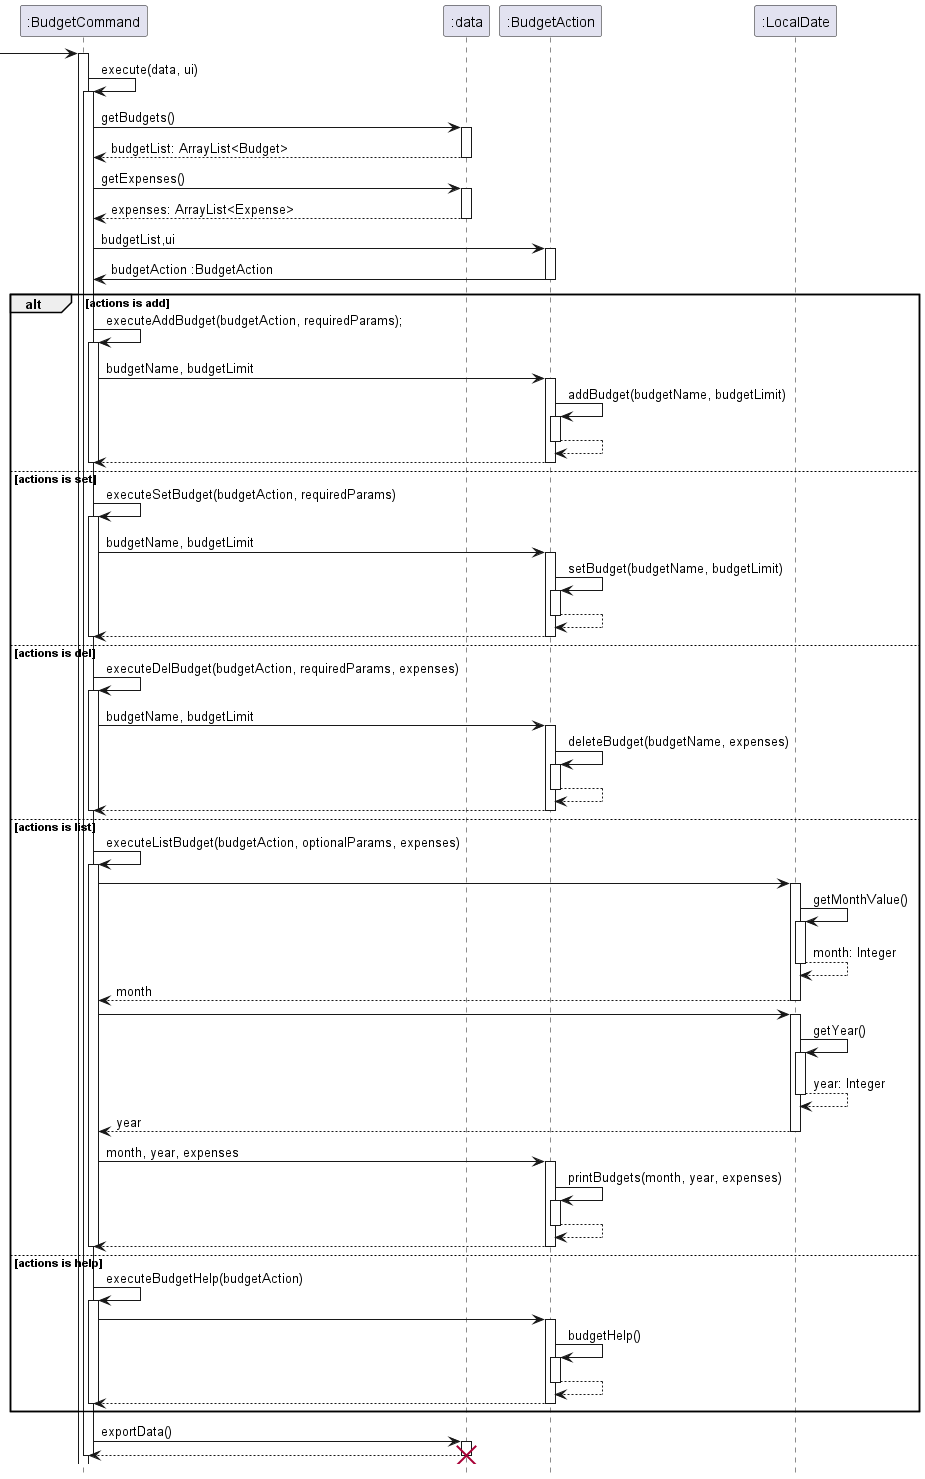 :BudgetCommand
:data
:BudgetAction
:LocalDate
execute(data, ui)
getBudgets()
budgetList: ArrayList<Budget>
getExpenses()
expenses: ArrayList<Expense>
budgetList,ui
budgetAction :BudgetAction
alt
[actions is add]
executeAddBudget(budgetAction, requiredParams);
budgetName, budgetLimit
addBudget(budgetName, budgetLimit)
[actions is set]
executeSetBudget(budgetAction, requiredParams)
budgetName, budgetLimit
setBudget(budgetName, budgetLimit)
[actions is del]
executeDelBudget(budgetAction, requiredParams, expenses)
budgetName, budgetLimit
deleteBudget(budgetName, expenses)
[actions is list]
executeListBudget(budgetAction, optionalParams, expenses)
getMonthValue()
month: Integer
month
getYear()
year: Integer
year
month, year, expenses
printBudgets(month, year, expenses)
[actions is help]
executeBudgetHelp(budgetAction)
budgetHelp()
exportData()